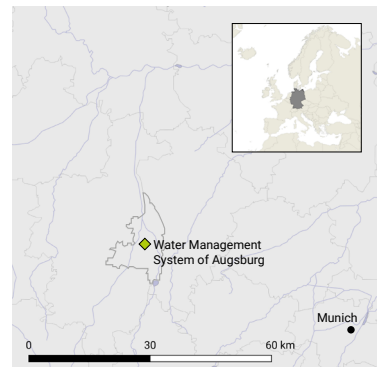 Water Management
System of Augsburg
Munich
0 30 60 km